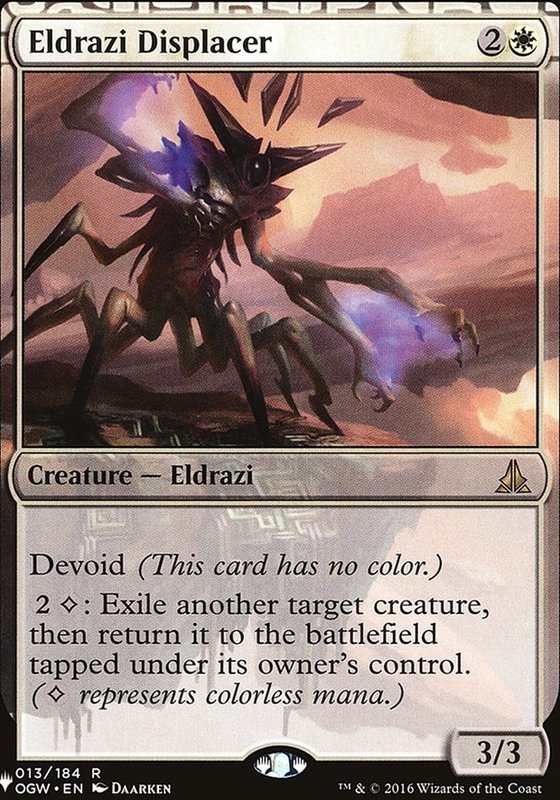 Eldrazi Displacer 2
Creature — Eldrazi
Devoid (This card has no color.)
2 ◇: Exile another target creature,
then return it to the battlefield
tapped under its owner's control.
(◇ represents colorless mana.)
3/3
013/184 R
OGW • EN DAARKEN
™ & © 2016 Wizards of the Coast